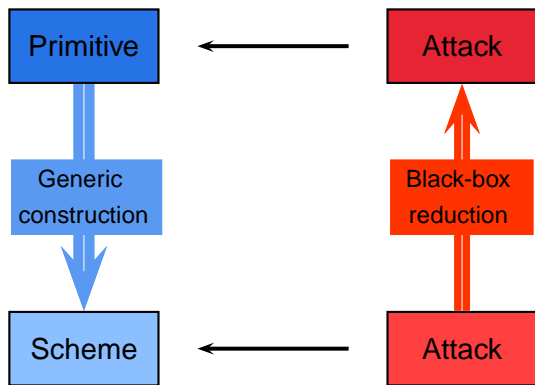 Primitive
Attack
Generic
construction
Black-box
reduction
Scheme
Attack